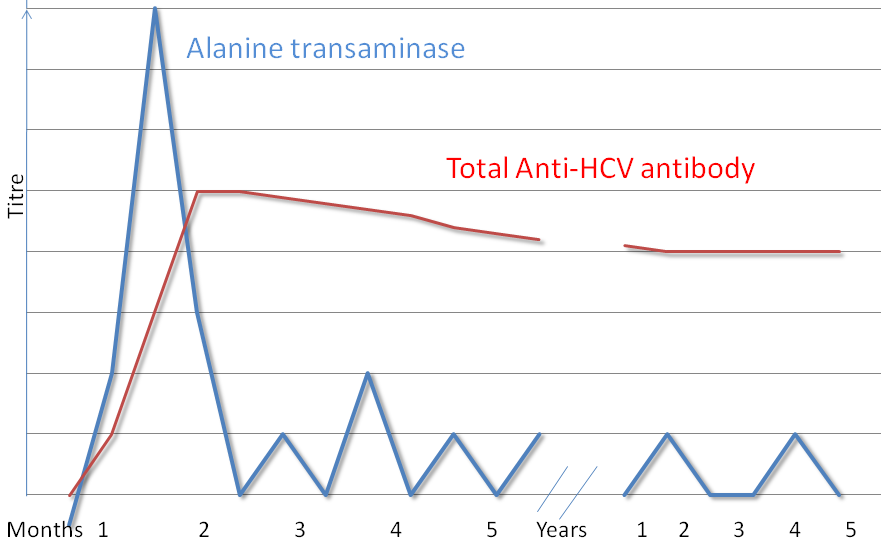 Alanine transaminase
Total Anti-HCV antibody
Titre
Months 1 2 3 4 5 Years 1 2 3 4 5